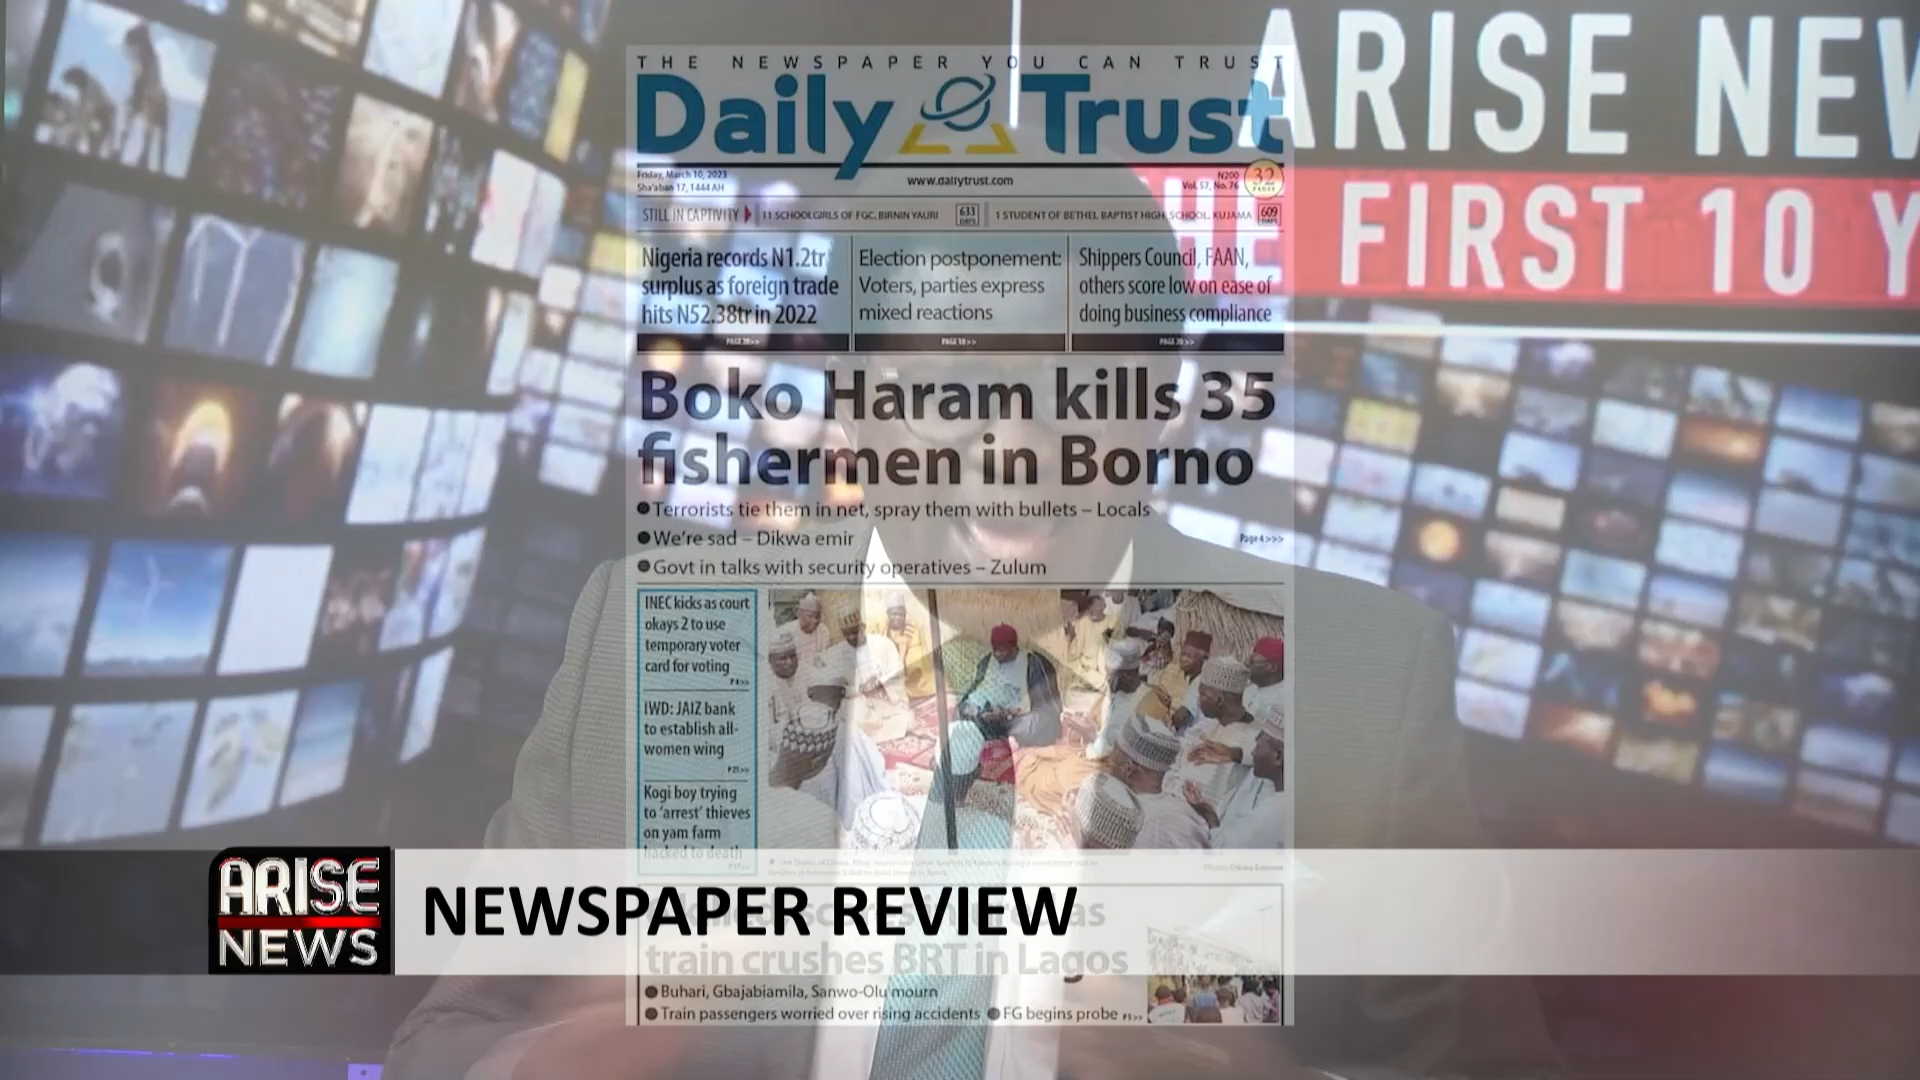 THE NEWSPAPER YOU CAN TRUST
Daily Trust
ARISE NEW
THE FIRST 10 Y
Friday, March 10, 2023
Sha'aban 17, 1444 AH
www.dailytrust.com
N200
Vol. 57, No. 76
32
PAGES
STILL IN CAPTIVITY
11 SCHOOLGIRLS OF FGC, BIRNIN YAURI
633
DAYS
1 STUDENT OF BETHEL BAPTIST HIGH SCHOOL, KUJAMA
609
DAYS
Nigeria records N1.2tr
surplus as foreign trade
hits N52.38tr in 2022
Election postponement:
Voters, parties express
mixed reactions
Shippers Council, FAAN,
others score low on ease of
doing business compliance
Boko Haram kills 35
fishermen in Borno
Terrorists tie them in net, spray them with bullets – Locals
We're sad – Dikwa emir
Page 4 >>>
Govt in talks with security operatives – Zulum
INEC kicks as court
okays 2 to use
temporary voter
card for voting
IWD: JAIZ bank
to establish all-
women wing
Kogi boy trying
to 'arrest' thieves
on yam farm
hacked to death
ARISE
NEWS
NEWSPAPER REVIEW
train crushes BRT in Lagos
Buhari, Gbajabiamila, Sanwo-Olu mourn
Train passengers worried over rising accidents
FG begins probe